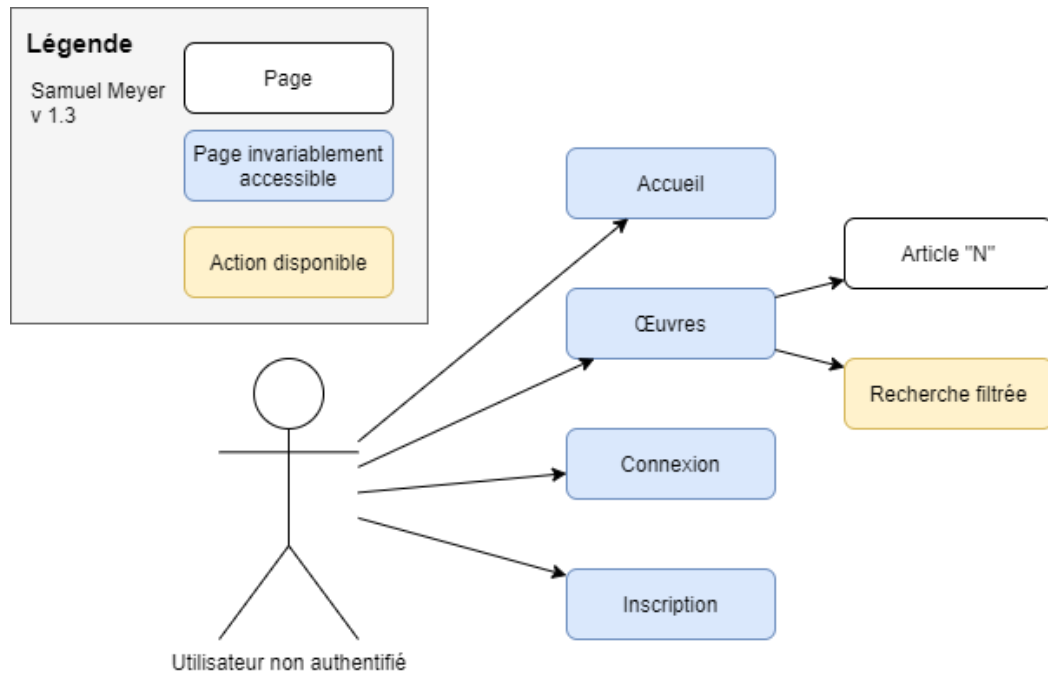 Légende
Samuel Meyer
v 1.3
Page
Page invariablement
accessible
Action disponible
Accueil
Article "N"
Œuvres
Recherche filtrée
Connexion
Inscription
Utilisateur non authentifié